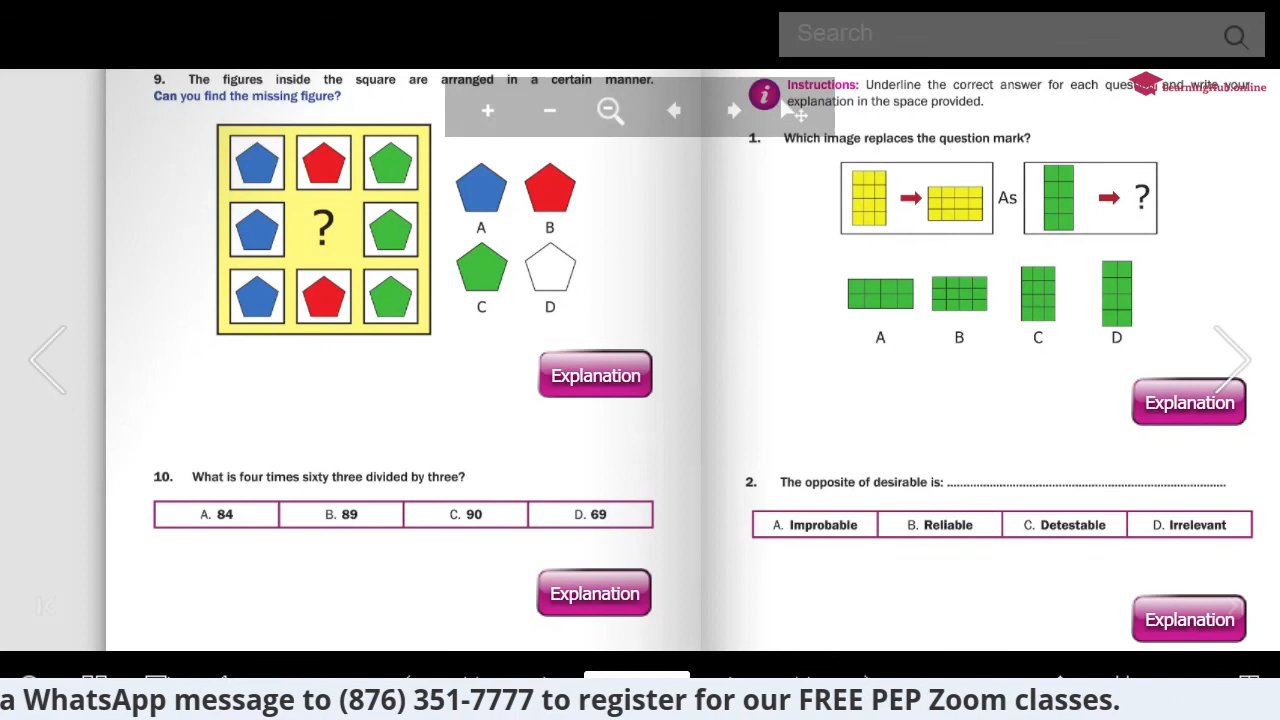 Search
9. The figures inside the square are arranged in a certain manner.
Can you find the missing figure?
?
A
B
C
D
Explanation
10. What is four times sixty three divided by three?
A. 84
B. 89
C. 90
D. 69
Explanation
i
Instructions: Underline the correct answer for each question and write your
explanation in the space provided.
learninghub.online
1. Which image replaces the question mark?
As
?
A
B
C
D
Explanation
2. The opposite of desirable is: ................................................................................
A. Improbable
B. Reliable
C. Detestable
D. Irrelevant
Explanation
a WhatsApp message to (876) 351-7777 to register for our FREE PEP Zoom classes.